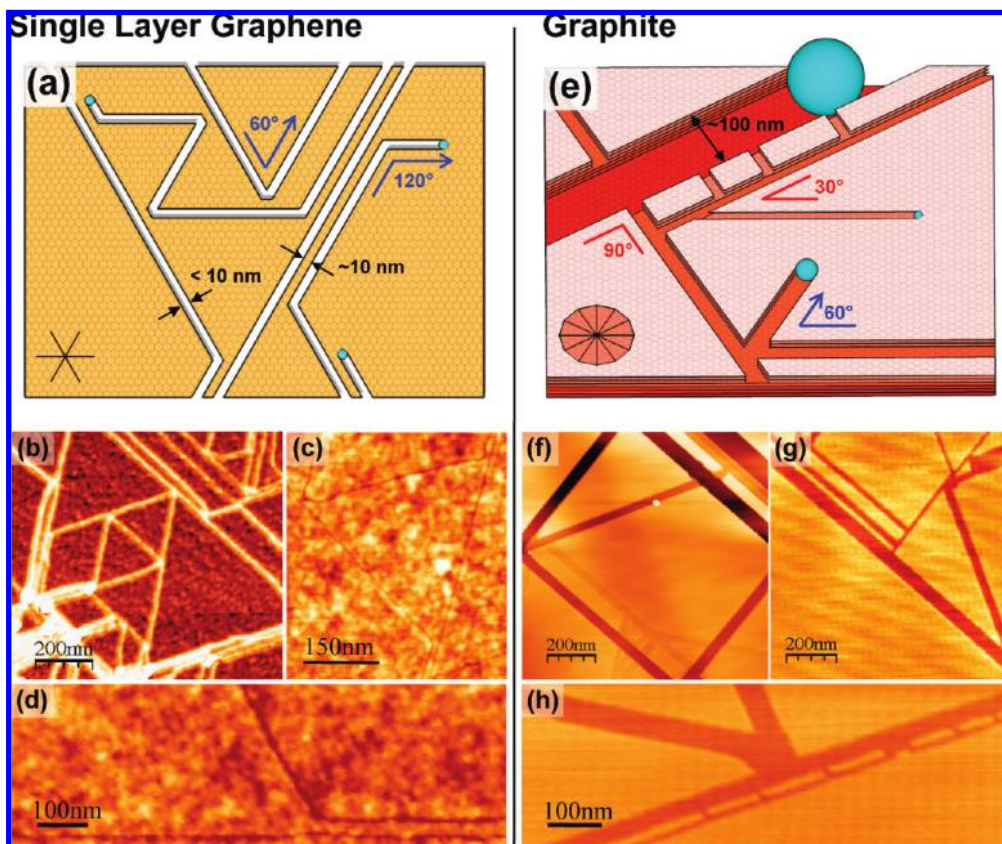 Single Layer Graphene
Graphite
(a)
60°
120°
< 10 nm
~10 nm
(e)
~100 nm
30°
90°
60°
(b)
200nm
(c)
150nm
(d)
100nm
(f)
200nm
(g)
200nm
(h)
100nm